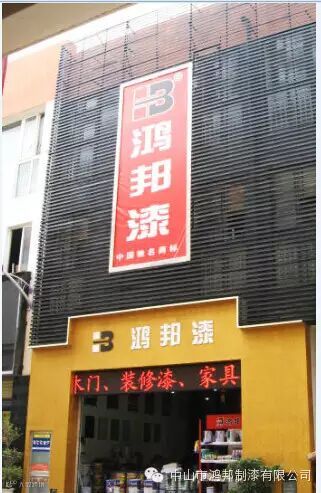 HB®
鸿邦漆
中国驰名商标
HB 鸿邦漆
木门、装修漆、家具
中山市鸿邦制漆有限公司